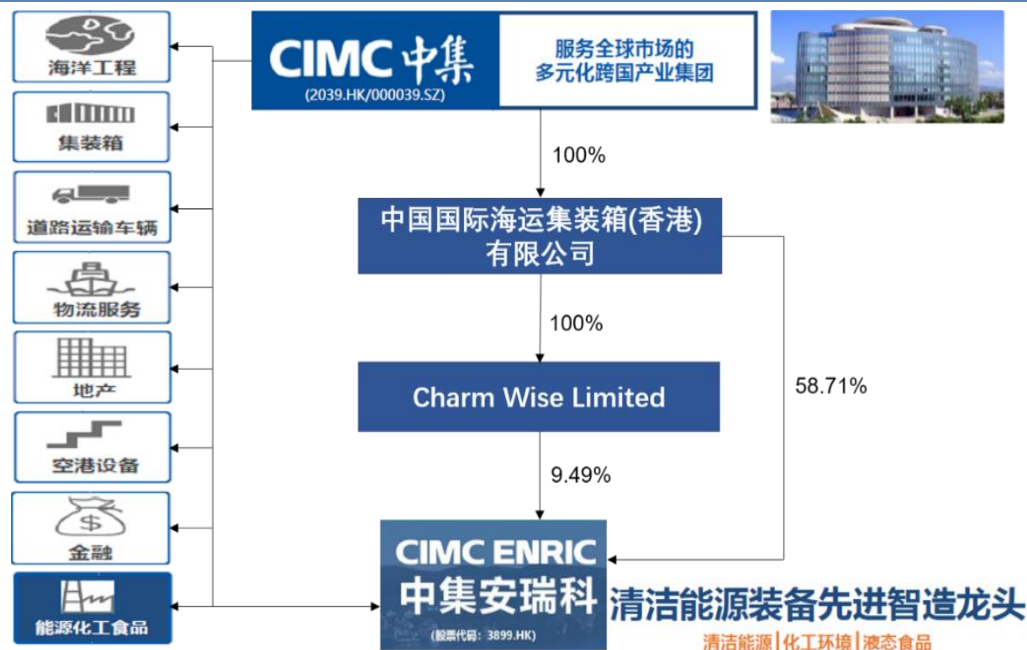 CIMC 中集
(2039.HK/000039.SZ)
服务全球市场的
多元化跨国产业集团
海洋工程
集装箱
道路运输车辆
物流服务
地产
空港设备
$
金融
能源化工食品
100%
中国国际海运集装箱(香港)
有限公司
100%
58.71%
Charm Wise Limited
9.49%
CIMC ENRIC
中集安瑞科
(股票代码：3899.HK)
清洁能源装备先进智造龙头
清洁能源|化工环境|液态食品